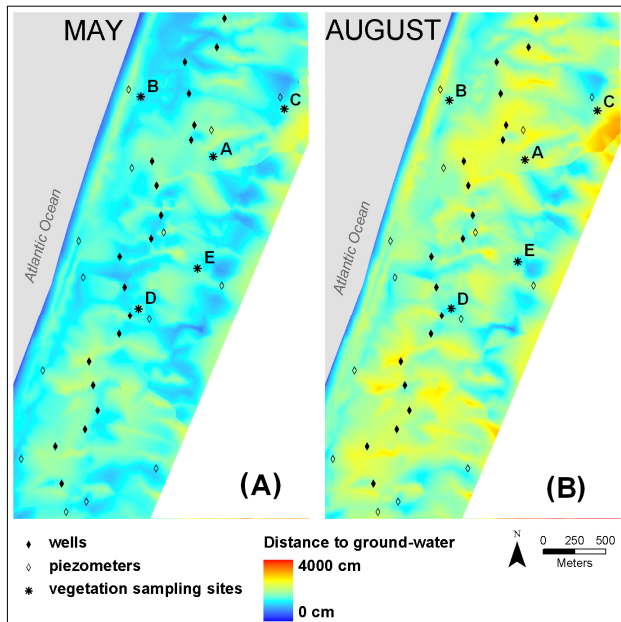 MAY
AUGUST
B
C
A
Atlantic Ocean
E
D
(A)
B
C
A
Atlantic Ocean
E
D
(B)
wells
piezometers
vegetation sampling sites
Distance to ground-water
4000 cm
0 cm
N
0 250 500
Meters